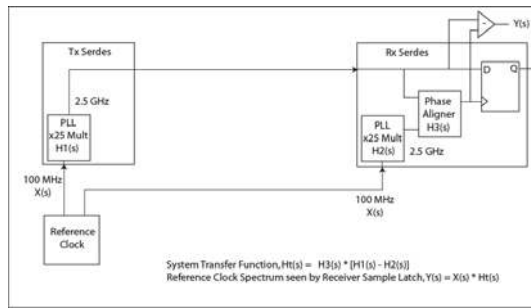 Tx Serdes
Rx Serdes
Y(s)
-
2.5 GHz
PLL
x25 Mult
H1(s)
D
Q
Phase
Aligner
H3(s)
PLL
x25 Mult
H2(s)
2.5 GHz
100 MHz
X(s)
100 MHz
X(s)
Reference
Clock
System Transfer Function, Ht(s) = H3(s) * [H1(s) - H2(s)]
Reference Clock Spectrum seen by Receiver Sample Latch, Y(s) = X(s) * Ht(s)